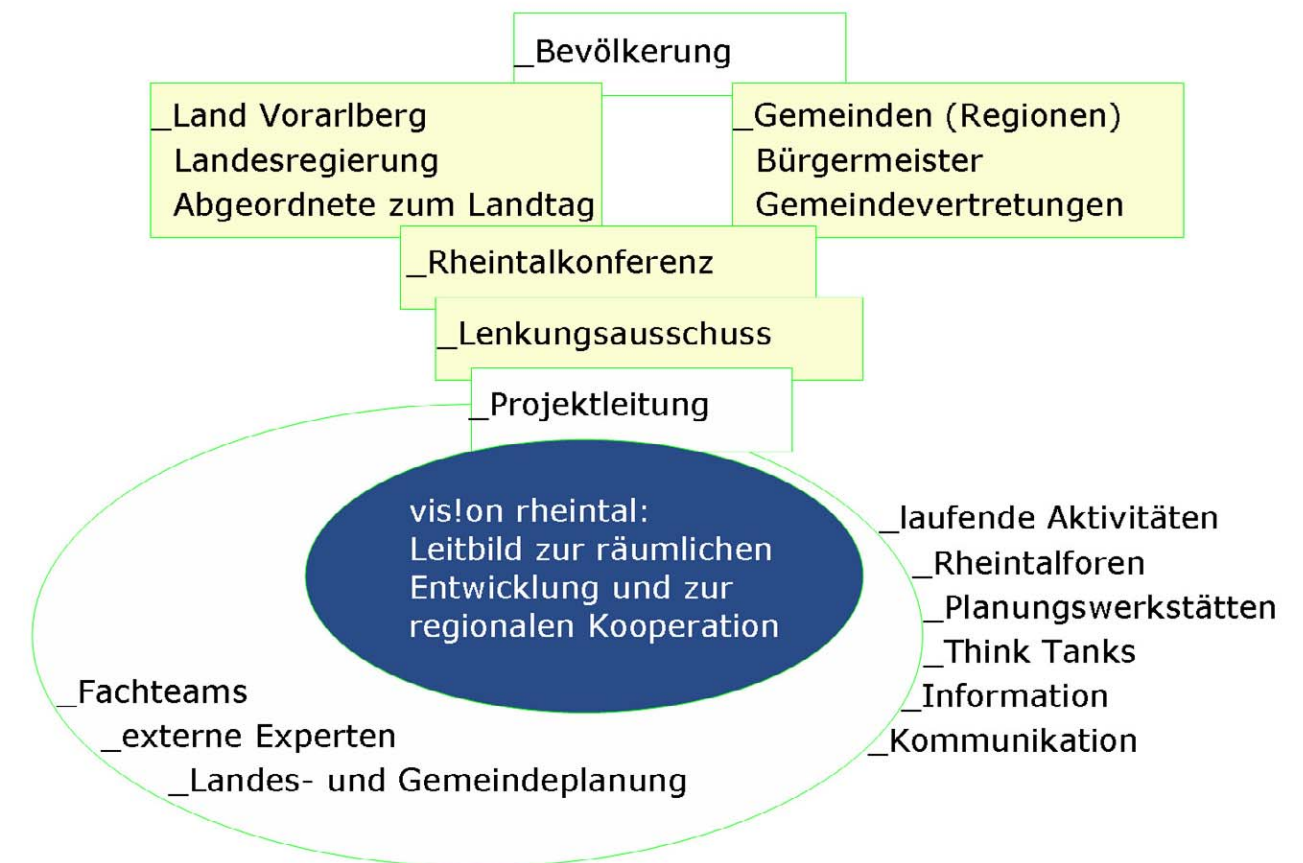 _Bevölkerung
_Land Vorarlberg
Landesregierung
Abgeordnete zum Landtag
_Gemeinden (Regionen)
Bürgermeister
Gemeindevertretungen
_Rheintalkonferenz
_Lenkungsausschuss
_Projektleitung
vis!on rheintal:
Leitbild zur räumlichen
Entwicklung und zur
regionalen Kooperation
_laufende Aktivitäten
_Rheintalforen
_Planungswerkstätten
_Think Tanks
_Information
_Kommunikation
_Fachteams
_externe Experten
_Landes- und Gemeindeplanung